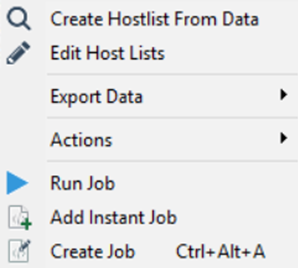 Create Hostlist From Data
Edit Host Lists
Export Data
Actions
Run Job
Add Instant Job
Create Job Ctrl+Alt+A